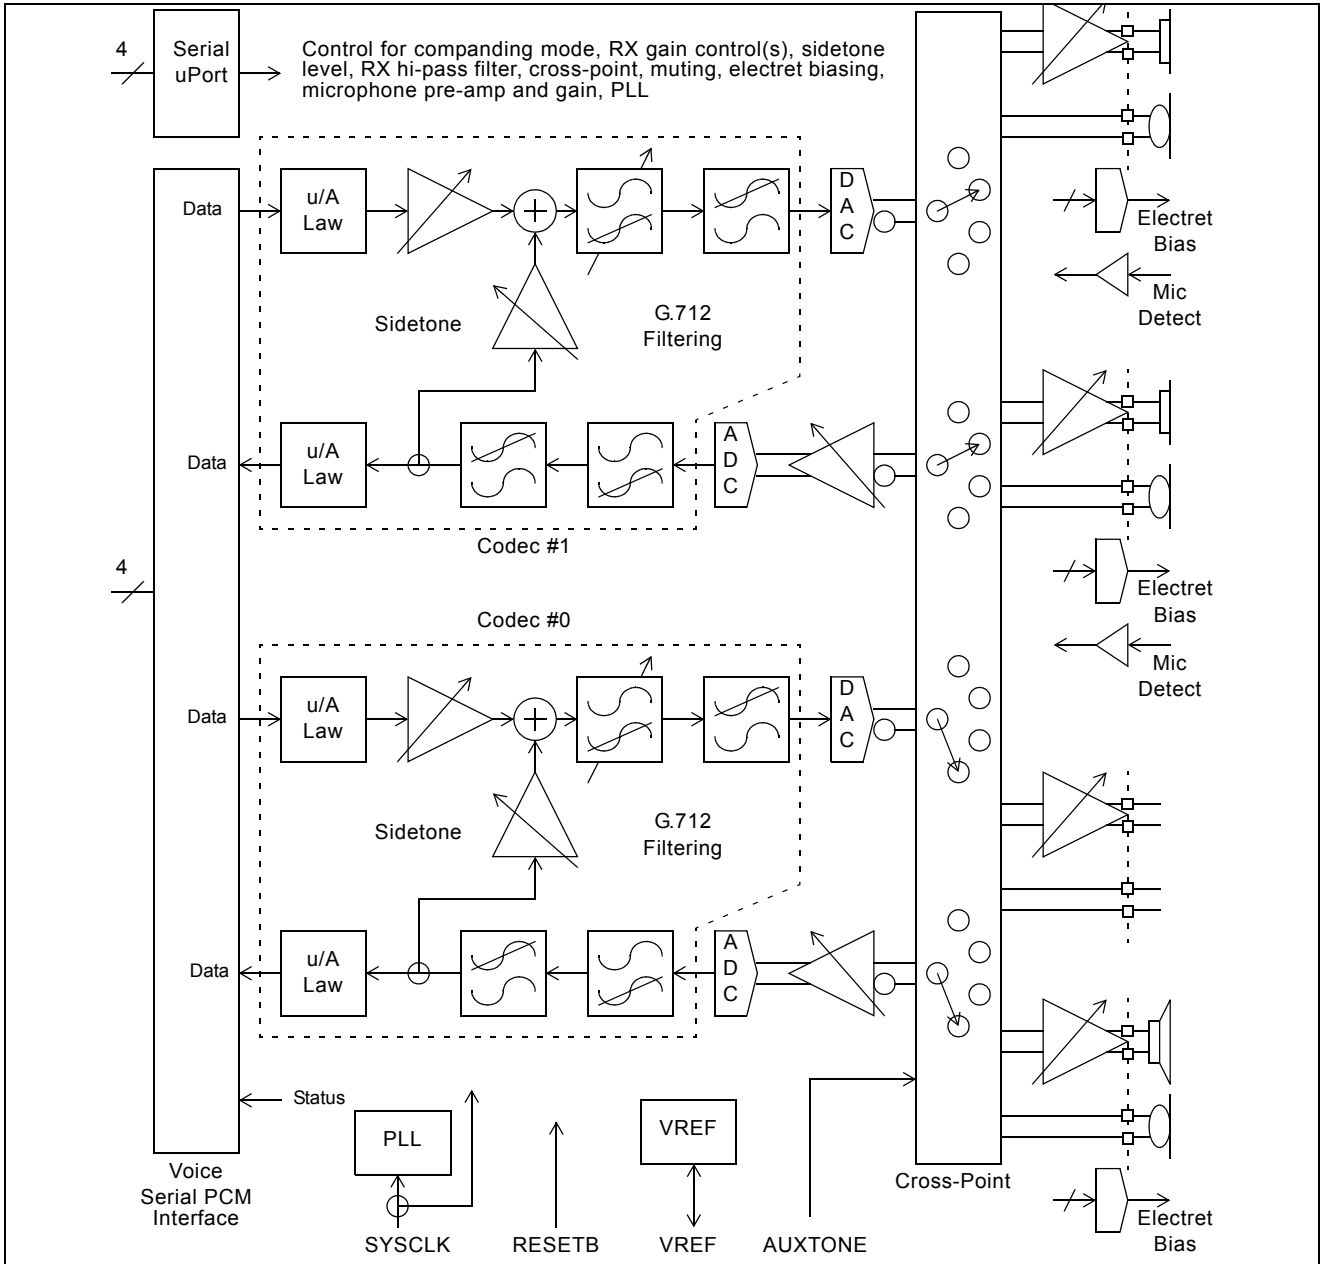 4
Serial
uPort
Control for companding mode, RX gain control(s), sidetone
level, RX hi-pass filter, cross-point, muting, electret biasing,
microphone pre-amp and gain, PLL
Data
u/A
Law
D
A
C
Electret
Bias
Sidetone
G.712
Filtering
Mic
Detect
Data
u/A
Law
A
D
C
Codec #1
4
Electret
Bias
Codec #0
Mic
Detect
Data
u/A
Law
D
A
C
Sidetone
G.712
Filtering
Data
u/A
Law
A
D
C
Status
PLL
VREF
Voice
Serial PCM
Interface
Cross-Point
SYSCLK
RESETB
VREF
AUXTONE
Electret
Bias